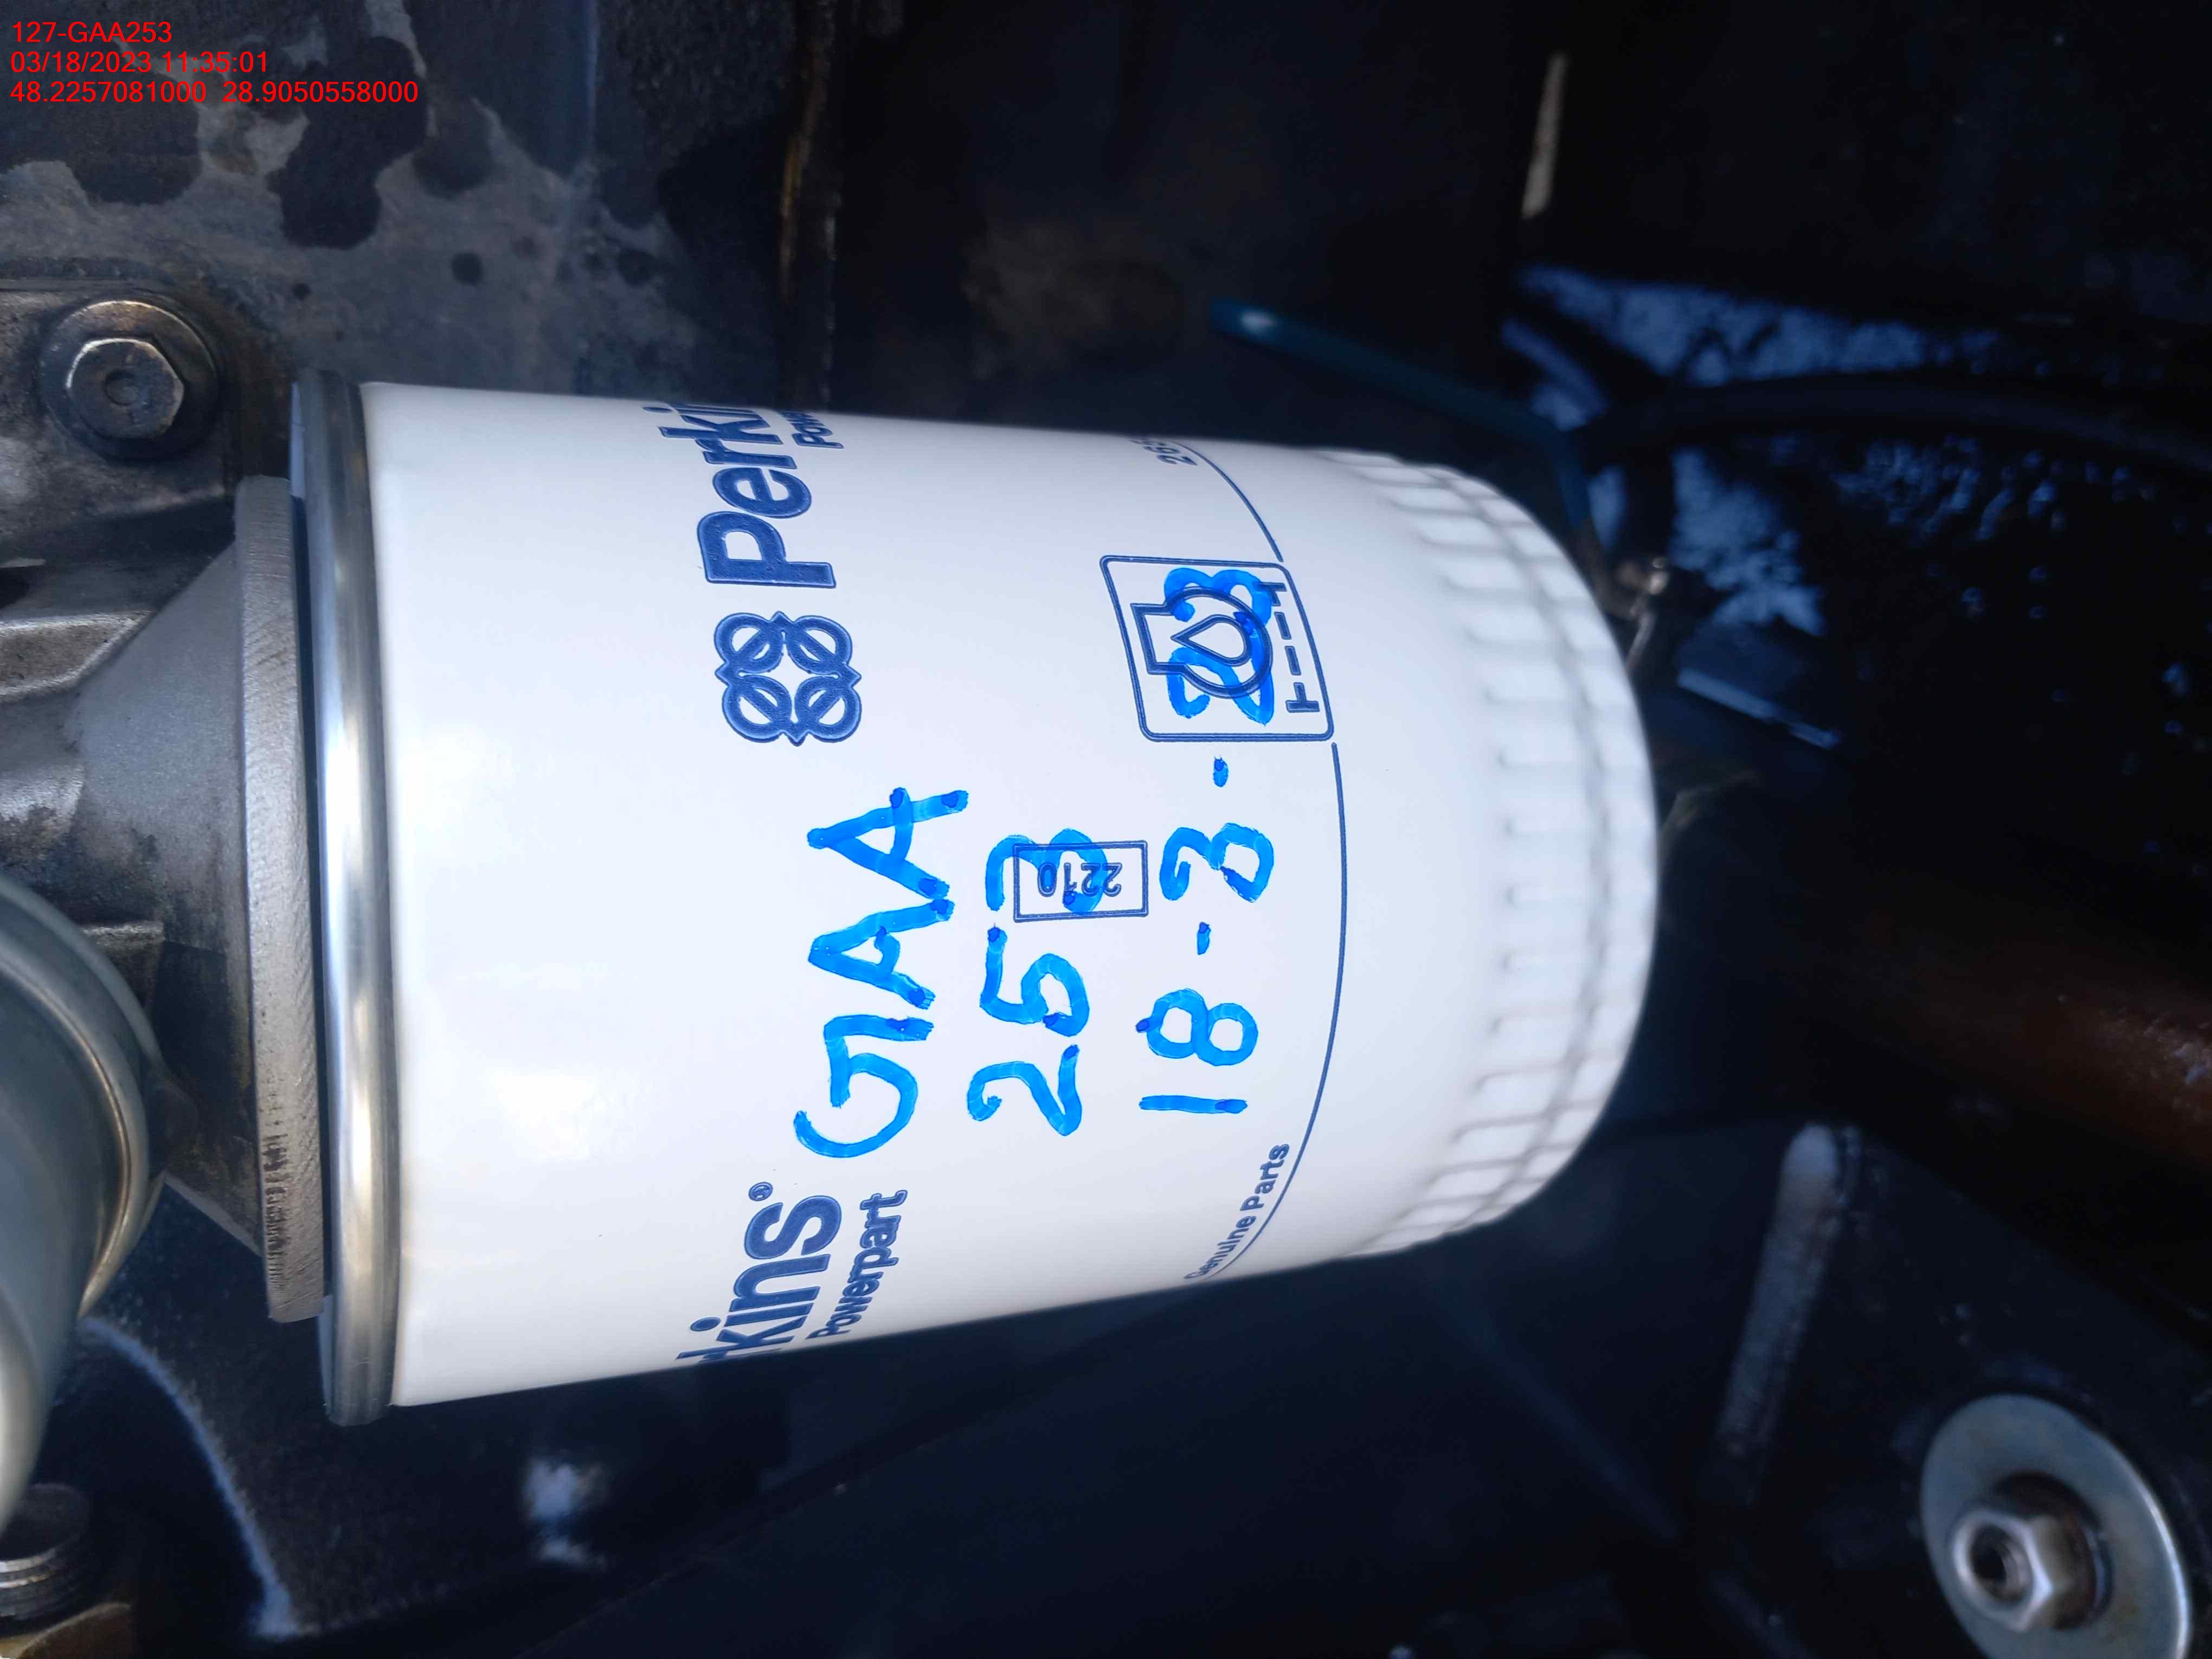 127-GAA253
03/18/2023 11:35:01
48.2257081000 28.9050558000
Perkins
Powerpart
GAA
253
18-3-23
2210
Genuine Parts